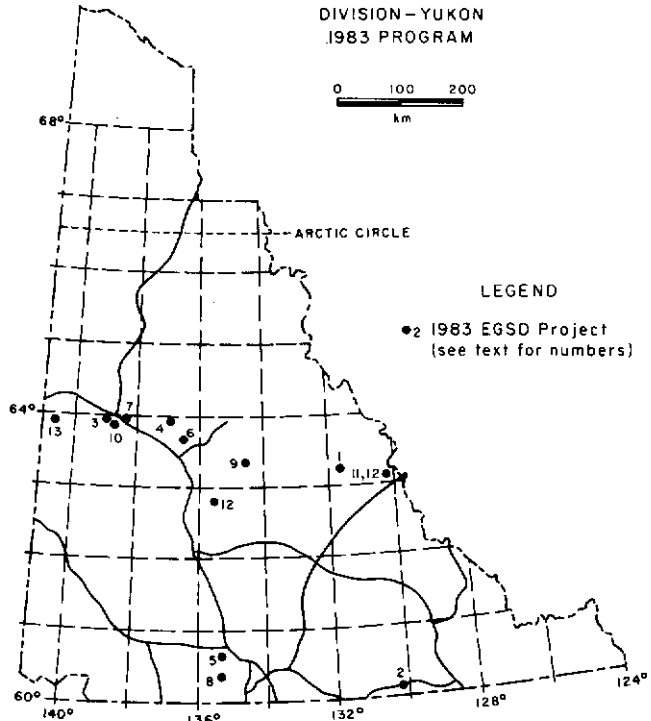 DIVISION-YUKON
1983 PROGRAM
0 100 200
km
68°
ARCTIC CIRCLE
LEGEND
2 1983 EGSD Project
(see text for numbers)
64°
13
3
10
7
4
6
9
12
11,12
5
8
2
60°
140°
136°
132°
128°
124°